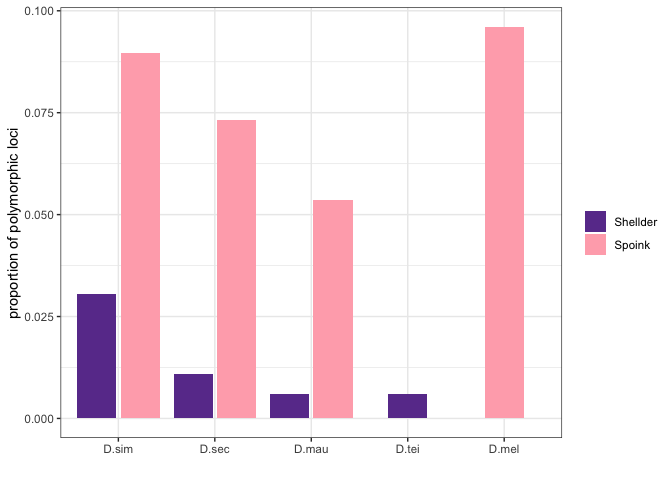 0.100
0.075
0.050
0.025
0.000
proportion of polymorphic loci
D.sim
D.sec
D.mau
D.tei
D.mel
Shellder
Spoink